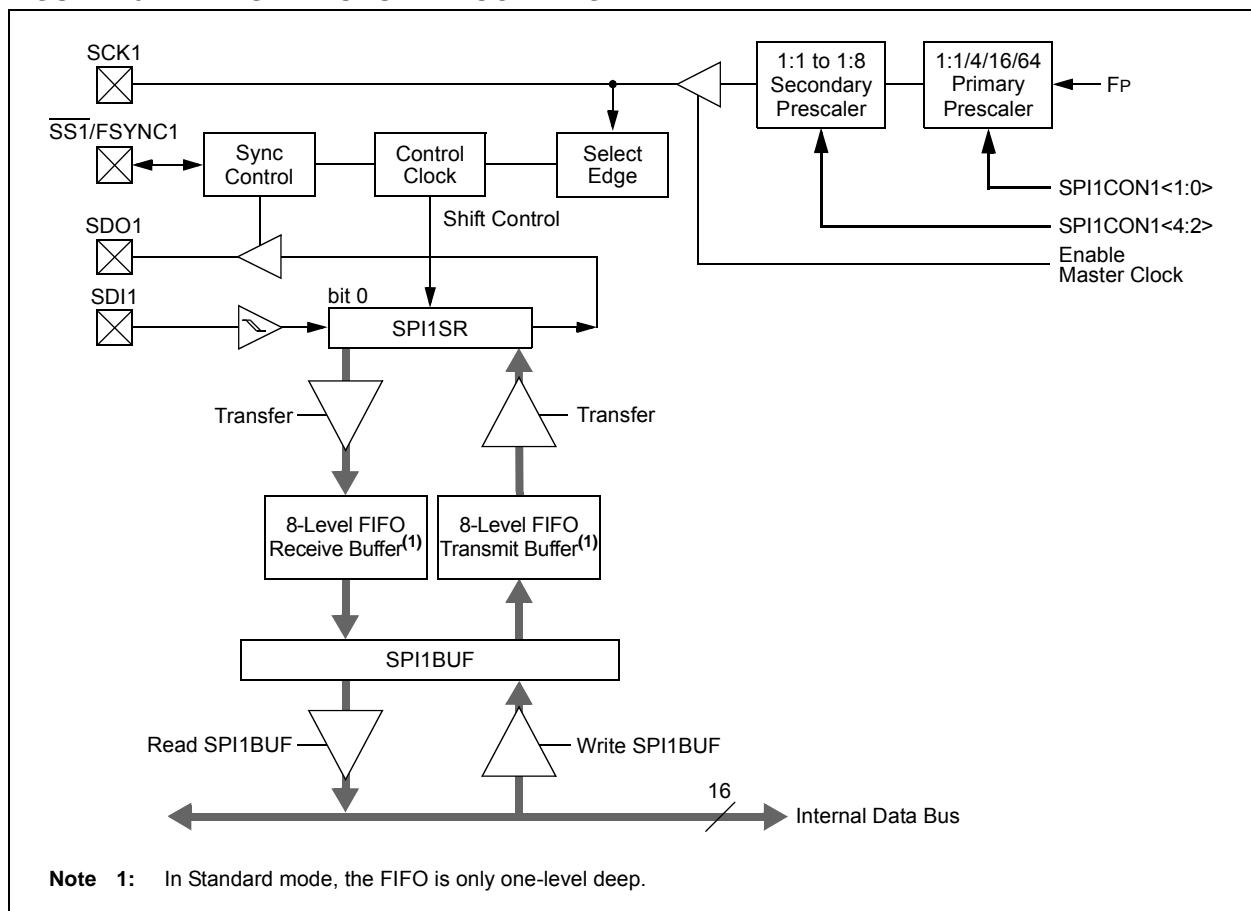 SCK1
SS1/FSYNC1
SDO1
SDI1
Sync
Control
Control
Clock
Select
Edge
1:1 to 1:8
Secondary
Prescaler
1:1/4/16/64
Primary
Prescaler
FP
SPI1CON1<1:0>
SPI1CON1<4:2>
Enable
Master Clock
Shift Control
bit 0
SPI1SR
Transfer
Transfer
8-Level FIFO
Receive Buffer(1)
8-Level FIFO
Transmit Buffer(1)
SPI1BUF
Read SPI1BUF
Write SPI1BUF
16
Internal Data Bus
Note 1: In Standard mode, the FIFO is only one-level deep.